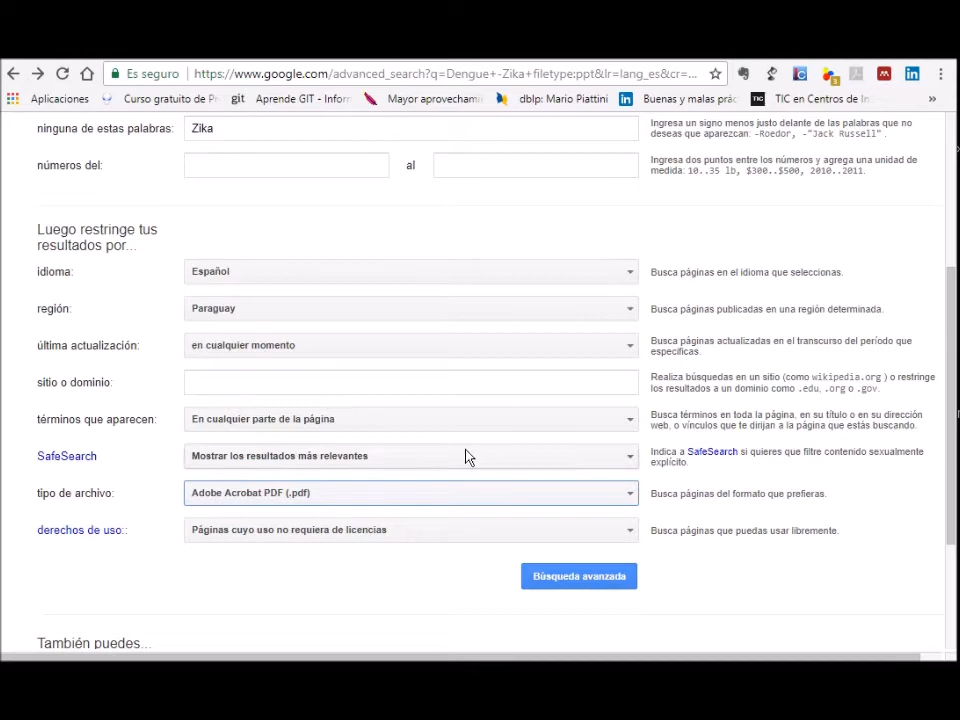 Es seguro https://www.google.com/advanced_search?q=Dengue+-Zika+filetype:ppt&lr=lang_es&cr=...
Aplicaciones Curso gratuito de P Aprende GIT - Inform Mayor aprovechami dblp: Mario Piattini Buenas y malas prác TIC TIC en Centros de In »
ninguna de estas palabras: Zika Ingresa un signo menos justo delante de las palabras que no
deseas que aparezcan: -Roedor, -"Jack Russell" .
números del: al Ingresa dos puntos entre los números y agrega una unidad de
medida: 10..35 lb, $300..$500, 2010..2011.
Luego restringe tus
resultados por...
idioma: Español Busca páginas en el idioma que seleccionas.
región: Paraguay Busca páginas publicadas en una región determinada.
última actualización: en cualquier momento Busca páginas actualizadas en el transcurso del período que
especificas.
sitio o dominio: Realiza búsquedas en un sitio (como wikipedia.org ) o restringe
los resultados a un dominio como .edu, .org o .gov.
términos que aparecen: En cualquier parte de la página Busca términos en toda la página, en su título o en su dirección
web, o vínculos que te dirijan a la página que estás buscando.
SafeSearch Mostrar los resultados más relevantes Indica a SafeSearch si quieres que filtre contenido sexualmente
explícito.
tipo de archivo: Adobe Acrobat PDF (.pdf) Busca páginas del formato que prefieras.
derechos de uso:: Páginas cuyo uso no requiera de licencias Busca páginas que puedas usar libremente.
Búsqueda avanzada
También puedes...